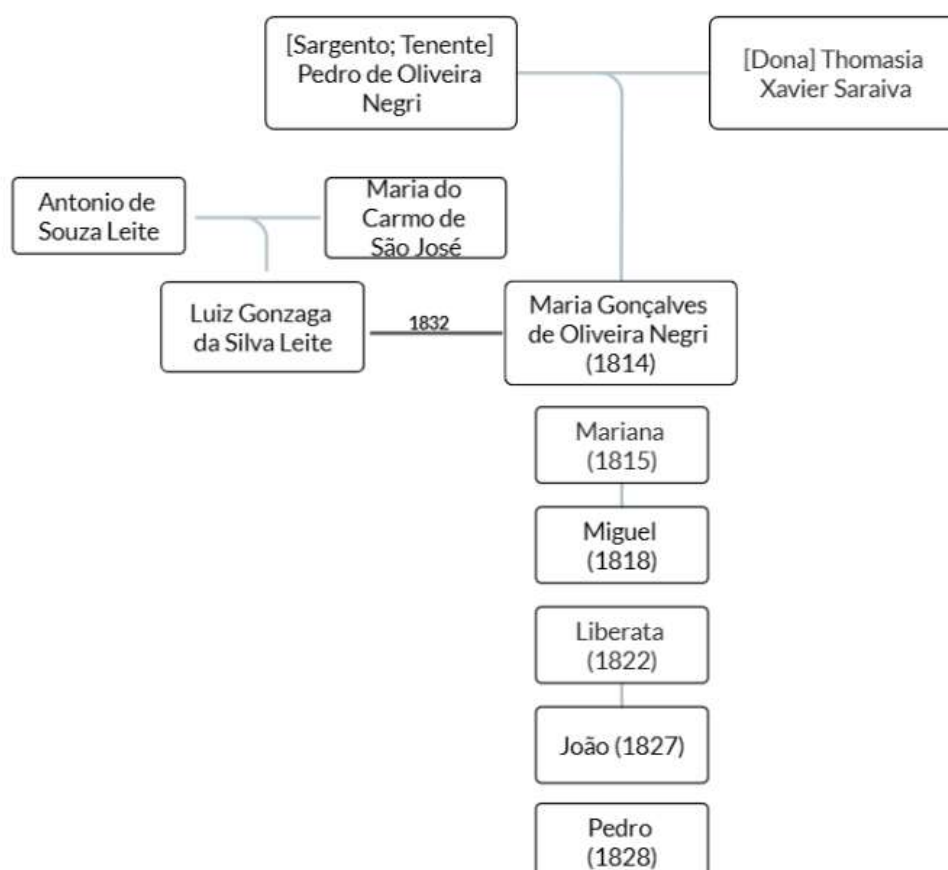 [Sargento; Tenente]
Pedro de Oliveira
Negri
[Dona] Thomasia
Xavier Saraiva
Antonio de
Souza Leite
Maria do
Carmo de
São José
Luiz Gonzaga
da Silva Leite
1832
Maria Gonçalves
de Oliveira Negri
(1814)
Mariana
(1815)
Miguel
(1818)
Liberata
(1822)
João (1827)
Pedro
(1828)